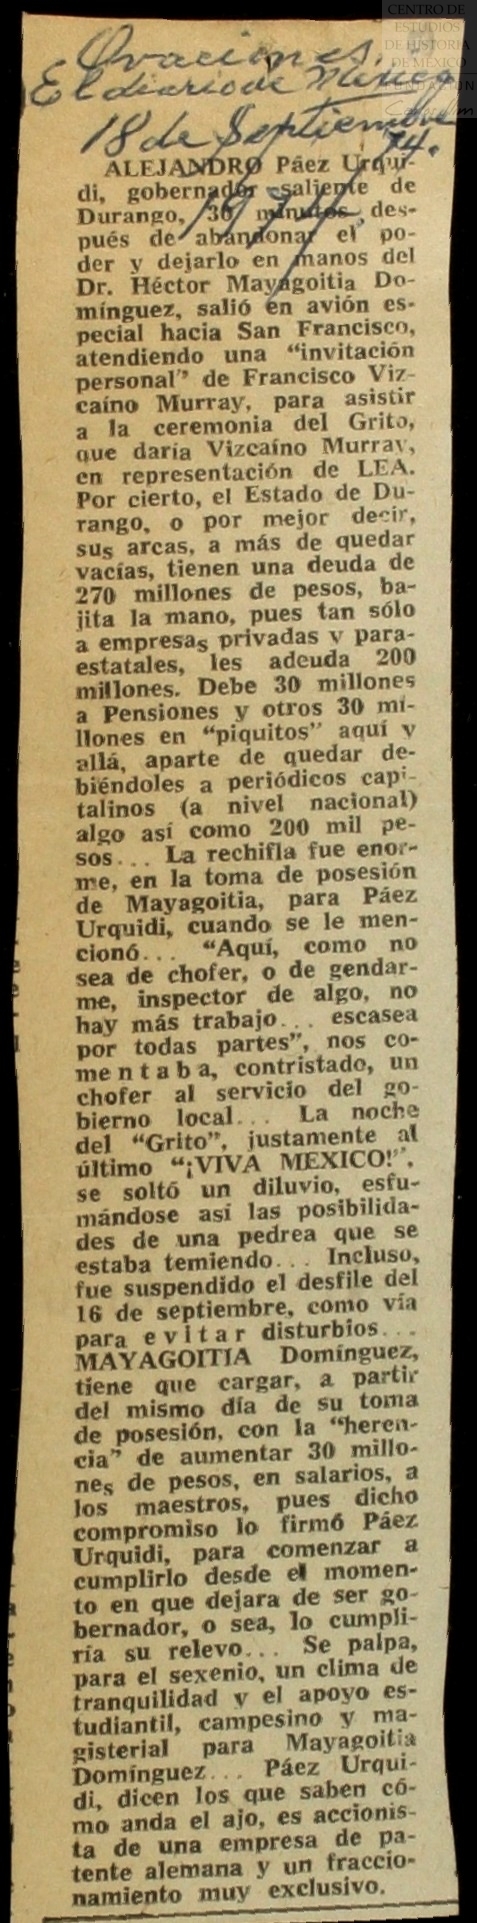 CENTRO DE
ESTUDIOS
DE HISTORIA
DE MÉXICO
FUNDACIÓN
Ovaciones.
El diario de México
18 de Septiembre
74.
1974
ALEJANDRO Páez Urqui-
di, gobernador saliente de
Durango, 30 minutos des-
pués de abandonar el po-
der y dejarlo en manos del
Dr. Héctor Mayagoitia Do-
mínguez, salió en avión es-
pecial hacia San Francisco,
atendiendo una “invitación
personal” de Francisco Viz-
caíno Murray, para asistir
a la ceremonia del Grito,
que daría Vizcaíno Murray,
en representación de LEA.
Por cierto, el Estado de Du-
rango, o por mejor decir,
sus arcas, a más de quedar
vacías, tienen una deuda de
270 millones de pesos, ba-
jita la mano, pues tan sólo
a empresas privadas y para-
estatales, les adeuda 200
millones. Debe 30 millones
a Pensiones y otros 30 mi-
llones en “piquitos” aquí y
allá, aparte de quedar de-
biéndoles a periódicos capi-
talinos (a nivel nacional)
algo así como 200 mil pe-
sos... La rechifla fue enor-
me, en la toma de posesión
de Mayagoitia, para Páez
Urquidi, cuando se le men-
cionó... “Aquí, como no
sea de chofer, o de gendar-
me, inspector de algo, no
hay más trabajo... escasea
por todas partes”, nos co-
mentaba, contristado, un
chofer al servicio del go-
bierno local... La noche
del “Grito”, justamente al
último “¡VIVA MEXICO!”,
se soltó un diluvio, esfu-
mándose así las posibilida-
des de una pedrea que se
estaba temiendo... Incluso,
fue suspendido el desfile del
16 de septiembre, como vía
para evitar disturbios...
MAYAGOITIA Domínguez,
tiene que cargar, a partir
del mismo día de su toma
de posesión, con la “heren-
cia” de aumentar 30 millo-
nes de pesos, en salarios, a
los maestros, pues dicho
compromiso lo firmó Páez
Urquidi, para comenzar a
cumplirlo desde el momen-
to en que dejara de ser go-
bernador, o sea, lo cumpli-
ría su relevo... Se palpa,
para el sexenio, un clima de
tranquilidad y el apoyo es-
tudiantil, campesino y ma-
gisterial para Mayagoitia
Domínguez... Páez Urqui-
di, dicen los que saben có-
mo anda el ajo, es accionis-
ta de una empresa de pa-
tente alemana y un fraccio-
namiento muy exclusivo.